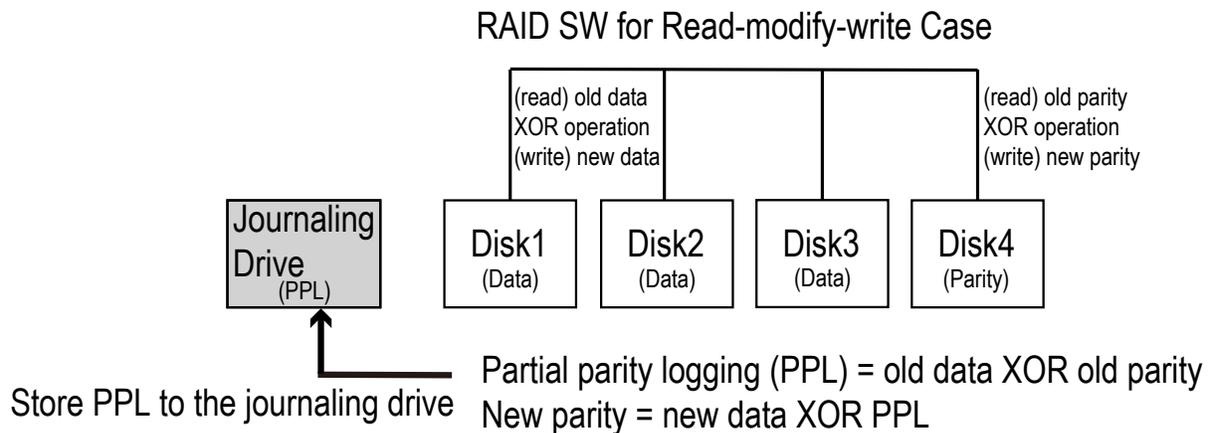 RAID SW for Read-modify-write Case
(read) old data
XOR operation
(write) new data
(read) old parity
XOR operation
(write) new parity
Journaling
Drive
(PPL)
Disk1
(Data)
Disk2
(Data)
Disk3
(Data)
Disk4
(Parity)
Store PPL to the journaling drive
Partial parity logging (PPL) = old data XOR old parity
New parity = new data XOR PPL